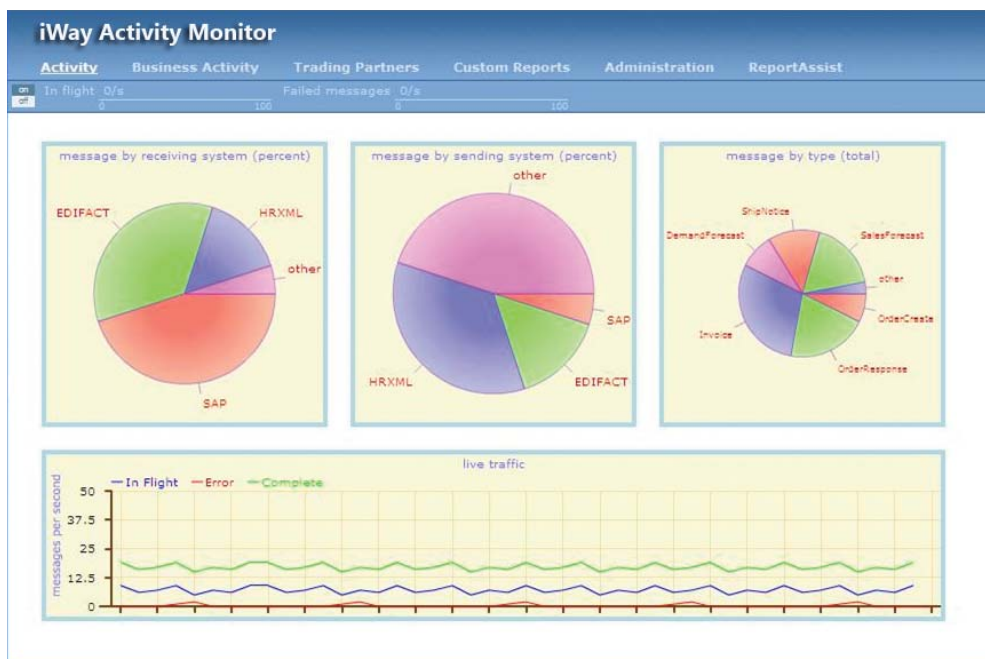 iWay Activity Monitor
Activity Business Activity Trading Partners Custom Reports Administration ReportAssist
on In flight 0/s Failed messages 0/s
off 0 100 0 100
message by receiving system (percent)
EDIFACT
HRXML
other
SAP
message by sending system (percent)
other
SAP
HRXML
EDIFACT
message by type (total)
ShipNotice
DemandForecast
SalesForecast
other
OrderCreate
Invoice
OrderResponse
live traffic
In Flight Error Complete
messages per second
50
37.5
25
12.5
0